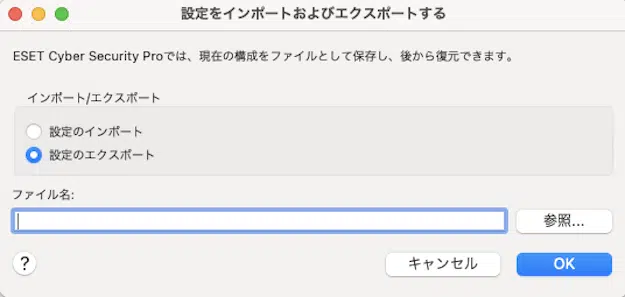 設定をインポートおよびエクスポートする
ESET Cyber Security Proでは、現在の構成をファイルとして保存し、後から復元できます。
インポート/エクスポート
設定のインポート
設定のエクスポート
ファイル名:
参照...
?
キャンセル
OK